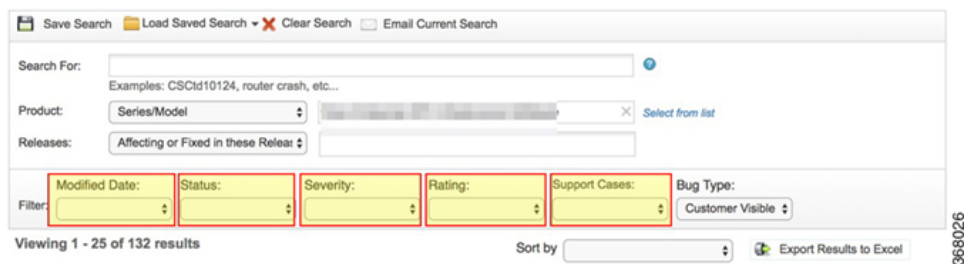 Save Search Load Saved Search Clear Search Email Current Search
Search For:
Examples: CSCtd10124, router crash, etc...
Product: Series/Model Select from list
Releases: Affecting or Fixed in these Releas
Modified Date: Status: Severity: Rating: Support Cases: Bug Type:
Filter: Customer Visible
Viewing 1 - 25 of 132 results Sort by Export Results to Excel
368026